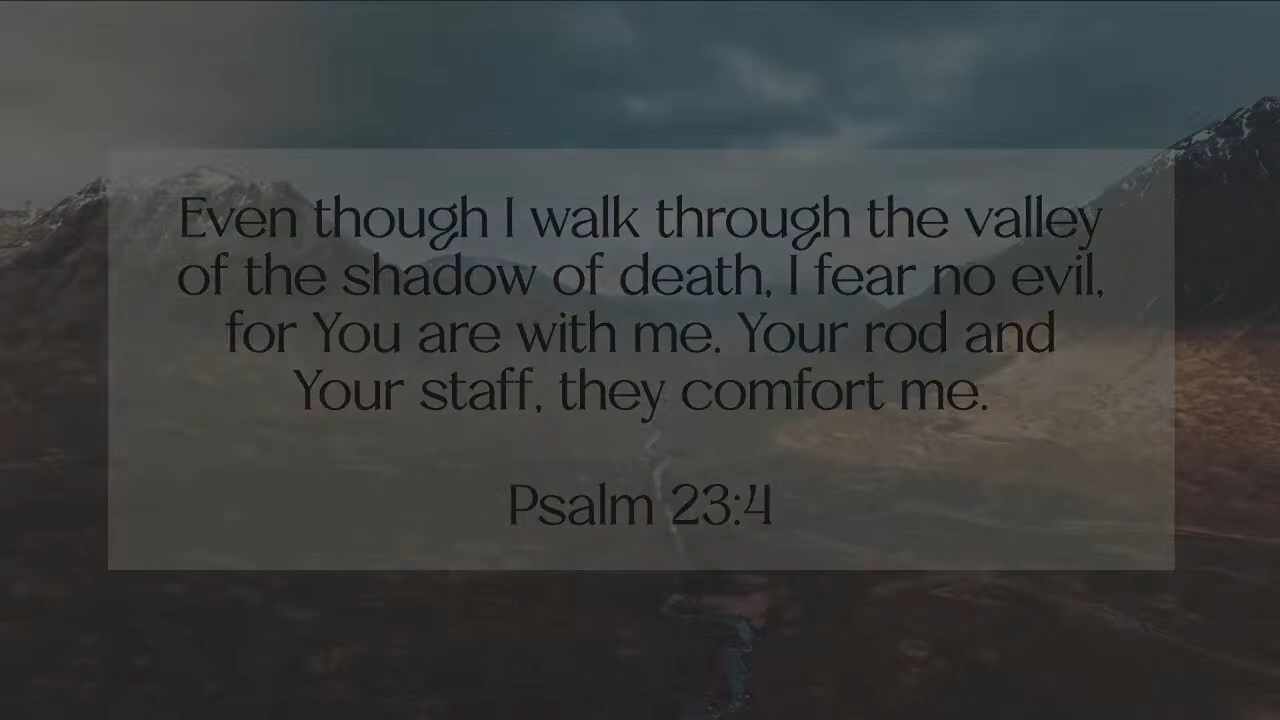 Even though I walk through the valley
of the shadow of death, I fear no evil,
for You are with me. Your rod and
Your staff, they comfort me.
Psalm 23:4